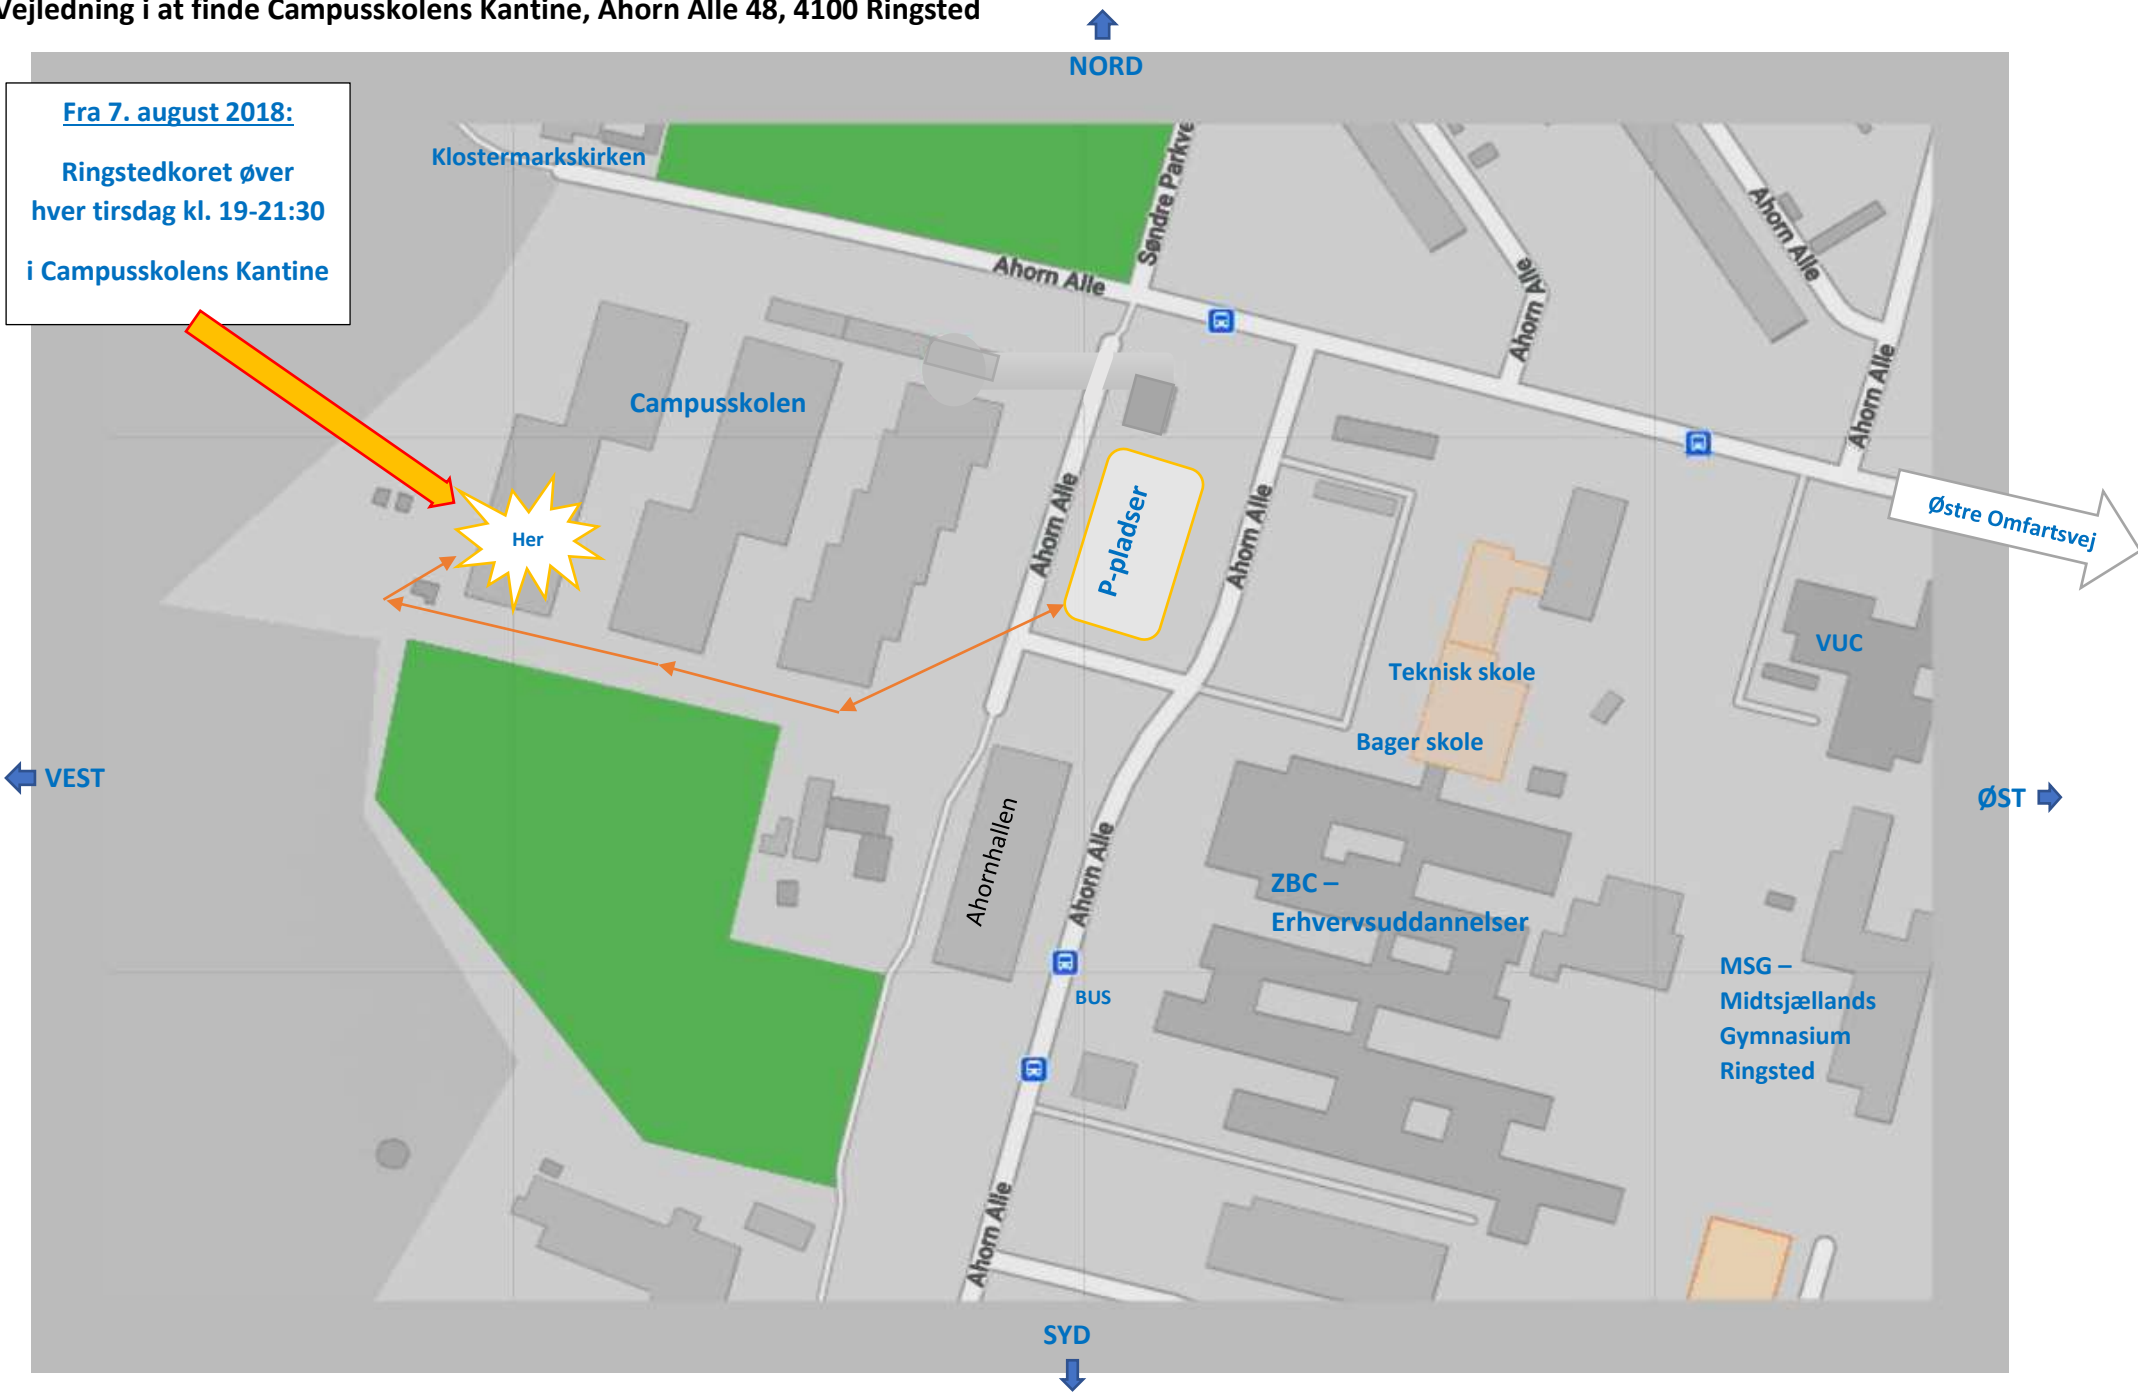 Vejledning i at finde Campusskolens Kantine, Ahorn Alle 48, 4100 Ringsted
NORD
Fra 7. august 2018:
Ringstedkoret øver
hver tirsdag kl. 19-21:30
i Campusskolens Kantine
Klostermarkskirken
Søndre Parkve
Ahorn Alle
Ahorn Alle
Ahorn Alle
Ahorn Alle
Campusskolen
Her
Ahorn Alle
P-pladser
Ahorn Alle
Østre Omfartsvej
VUC
Teknisk skole
Bager skole
VEST
ØST
Ahornhallen
Ahorn Alle
ZBC –
Erhvervsuddannelser
BUS
MSG –
Midtsjællands
Gymnasium
Ringsted
Ahorn Alle
SYD